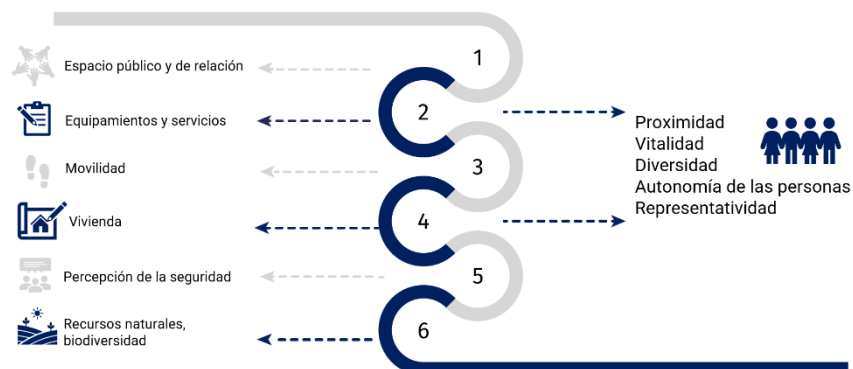 1
Espacio público y de relación
2
Equipamientos y servicios
Proximidad
Vitalidad
Diversidad
Autonomía de las personas
Representatividad
3
Movilidad
4
Vivienda
5
Percepción de la seguridad
6
Recursos naturales,
biodiversidad